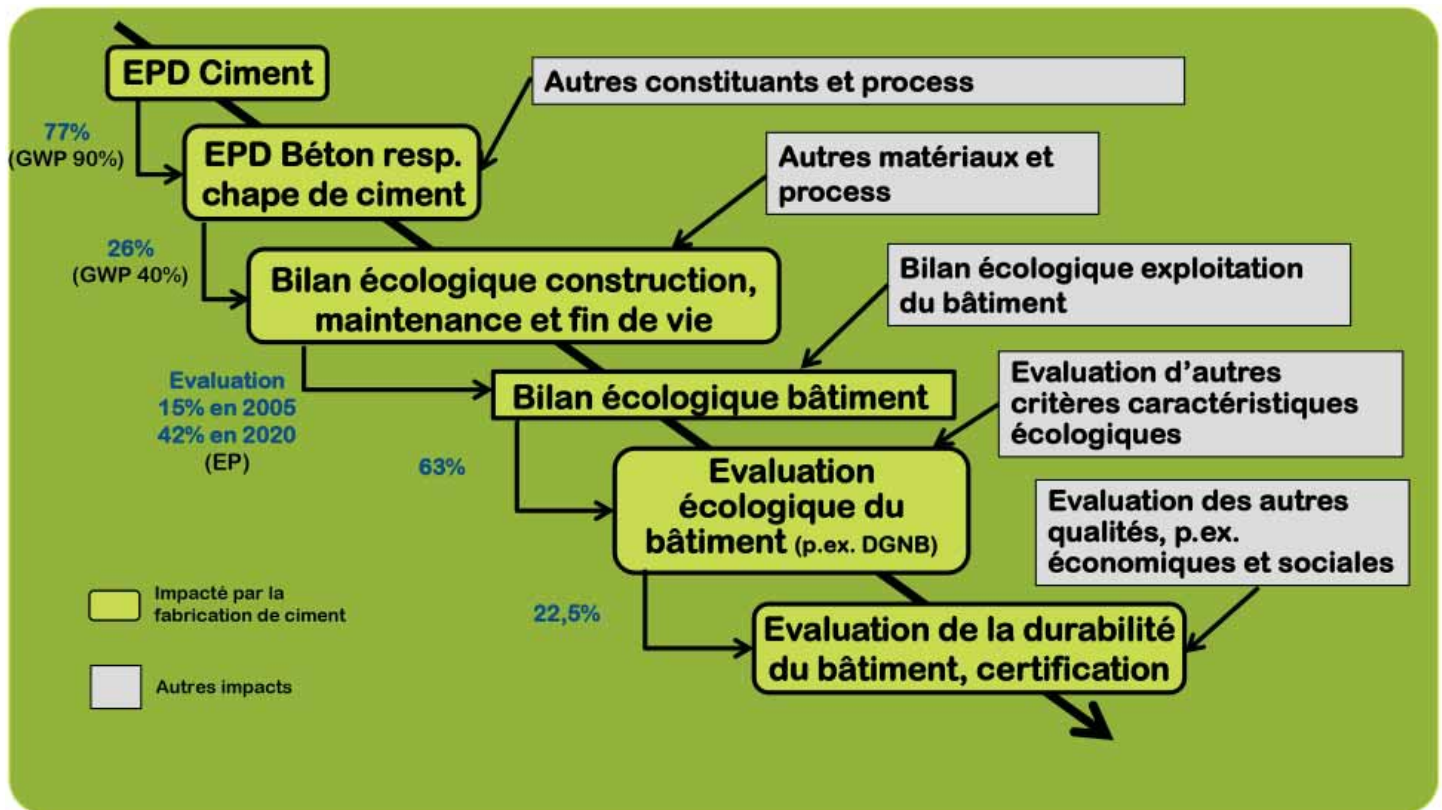 EPD Ciment
Autres constituants et process
77%
(GWP 90%)
EPD Béton resp.
chape de ciment
Autres matériaux et
process
26%
(GWP 40%)
Bilan écologique construction,
maintenance et fin de vie
Bilan écologique exploitation
du bâtiment
Evaluation
15% en 2005
42% en 2020
(EP)
Bilan écologique bâtiment
Evaluation d'autres
critères caractéristiques
écologiques
63%
Evaluation
écologique du
bâtiment (p.ex. DGNB)
Evaluation des autres
qualités, p.ex.
économiques et sociales
Impacté par la
fabrication de ciment
22,5%
Evaluation de la durabilité
du bâtiment, certification
Autres impacts